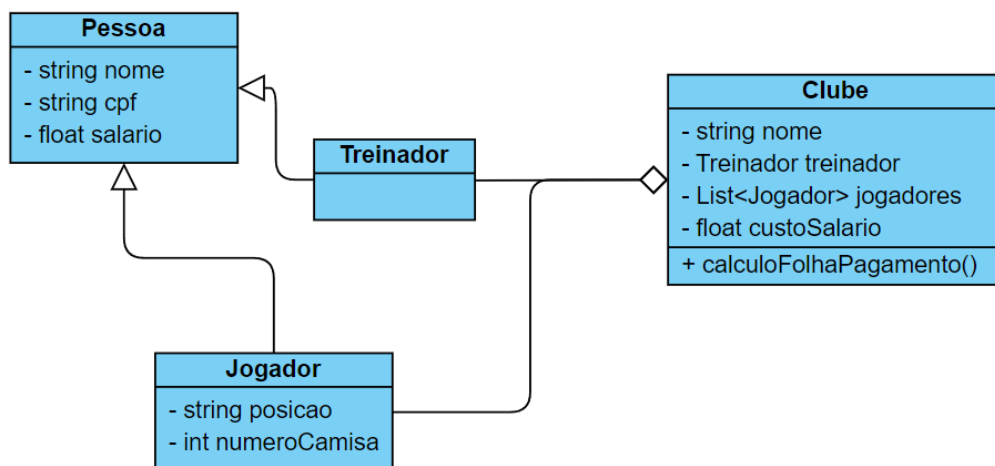 Pessoa
- string nome
- string cpf
- float salario
Treinador
Clube
- string nome
- Treinador treinador
- List<Jogador> jogadores
- float custoSalario
+ calculoFolhaPagamento()
Jogador
- string posicao
- int numeroCamisa